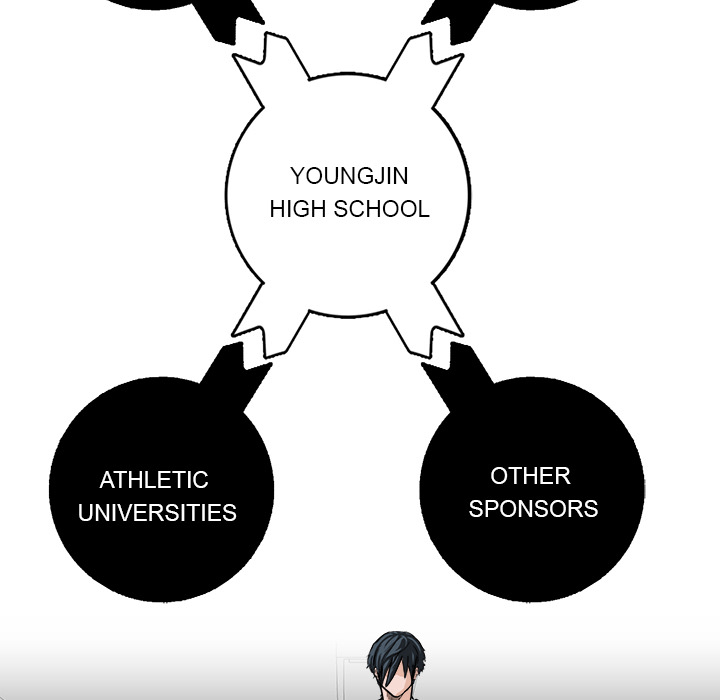 YOUNGJIN
HIGH SCHOOL
ATHLETIC
UNIVERSITIES
OTHER
SPONSORS